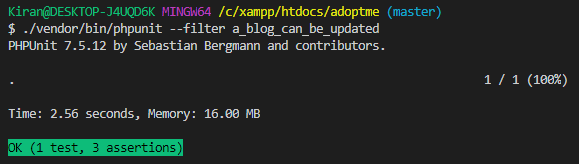 Kiran@DESKTOP-J4UQD6K MINGW64 /c/xampp/htdocs/adoptme (master)
$ ./vendor/bin/phpunit --filter a_blog_can_be_updated
PHPUnit 7.5.12 by Sebastian Bergmann and contributors.
. 1 / 1 (100%)
Time: 2.56 seconds, Memory: 16.00 MB
OK (1 test, 3 assertions)